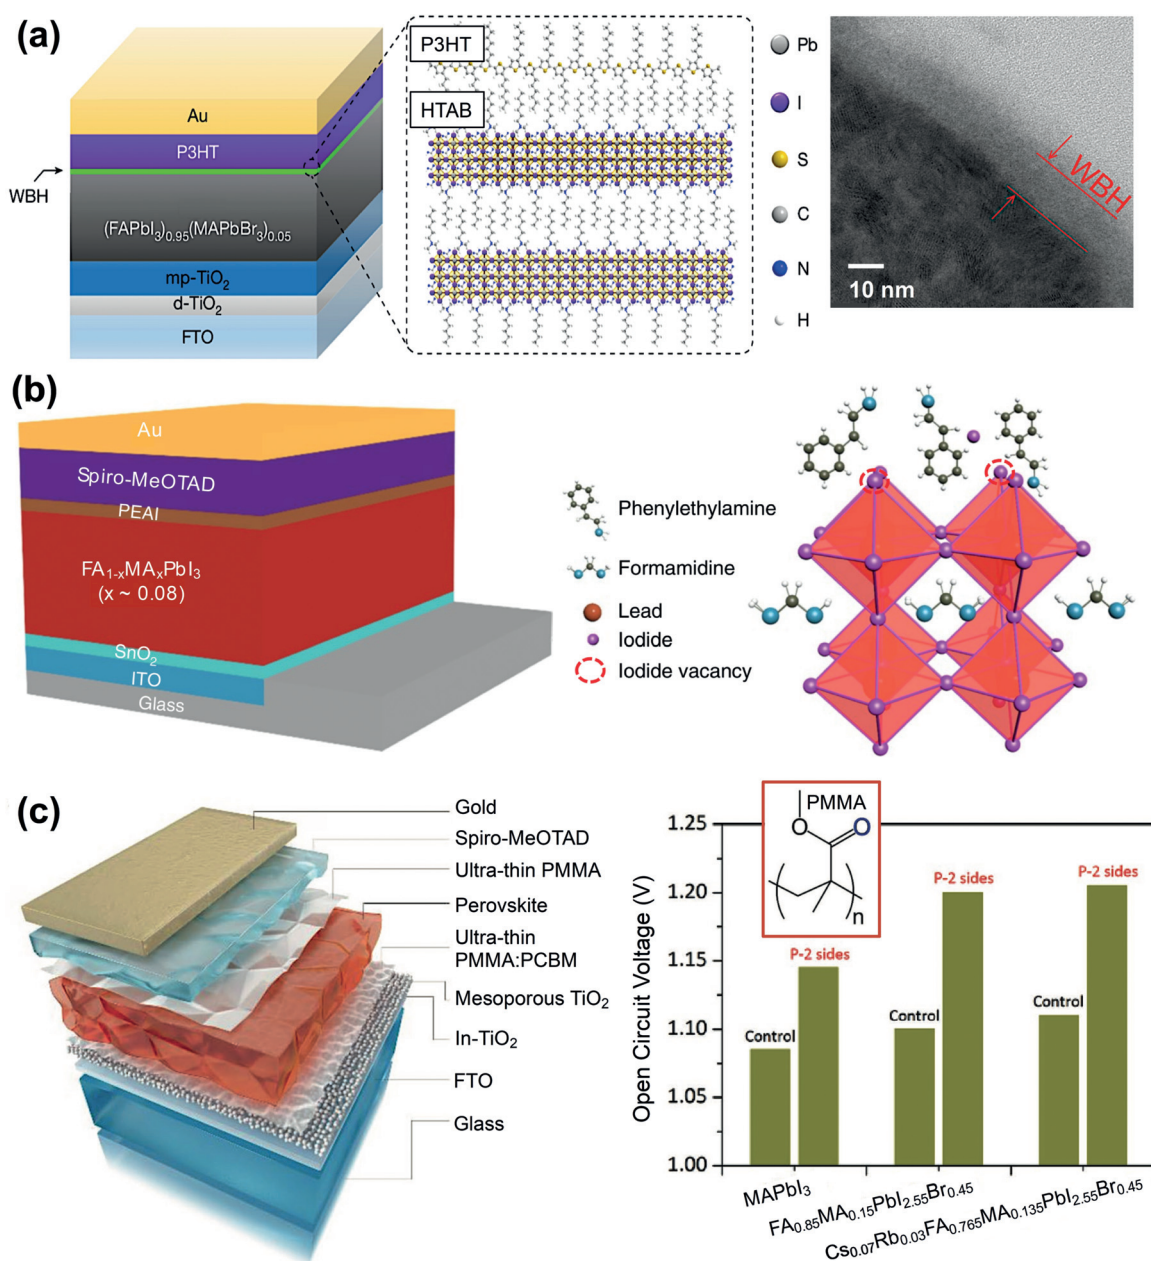 (a)
Au
P3HT
WBH
(FAPbI₃)₀.₉₅(MAPbBr₃)₀.₀₅
mp-TiO₂
d-TiO₂
FTO
P3HT
HTAB
Pb
I
S
C
N
H
WBH
10 nm
(b)
Au
Spiro-MeOTAD
PEAI
FA₁₋ₓMAₓPbI₃
(x ~ 0.08)
SnO₂
ITO
Glass
Phenylethylamine
Formamidine
Lead
Iodide
Iodide vacancy
(c)
Gold
Spiro-MeOTAD
Ultra-thin PMMA
Perovskite
Ultra-thin
PMMA:PCBM
Mesoporous TiO₂
In-TiO₂
FTO
Glass
Open Circuit Voltage (V)
1.25
1.20
1.15
1.10
1.05
1.00
PMMA
O
O
n
Control
P-2 sides
Control
P-2 sides
Control
P-2 sides
MAPbI₃
FA₀.₈₅MA₀.₁₅PbI₂.₅₅Br₀.₄₅
Cs₀.₀₇Rb₀.₀₃FA₀.₇₆₅MA₀.₁₃₅PbI₂.₅₅Br₀.₄₅